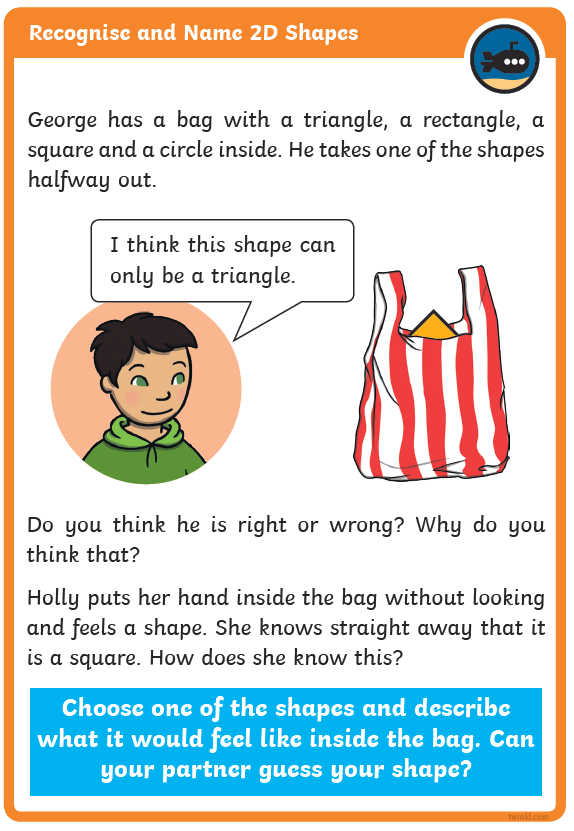 Recognise and Name 2D Shapes
George has a bag with a triangle, a rectangle, a
square and a circle inside. He takes one of the shapes
halfway out.
I think this shape can
only be a triangle.
Do you think he is right or wrong? Why do you
think that?
Holly puts her hand inside the bag without looking
and feels a shape. She knows straight away that it
is a square. How does she know this?
Choose one of the shapes and describe
what it would feel like inside the bag. Can
your partner guess your shape?
twinkl.com